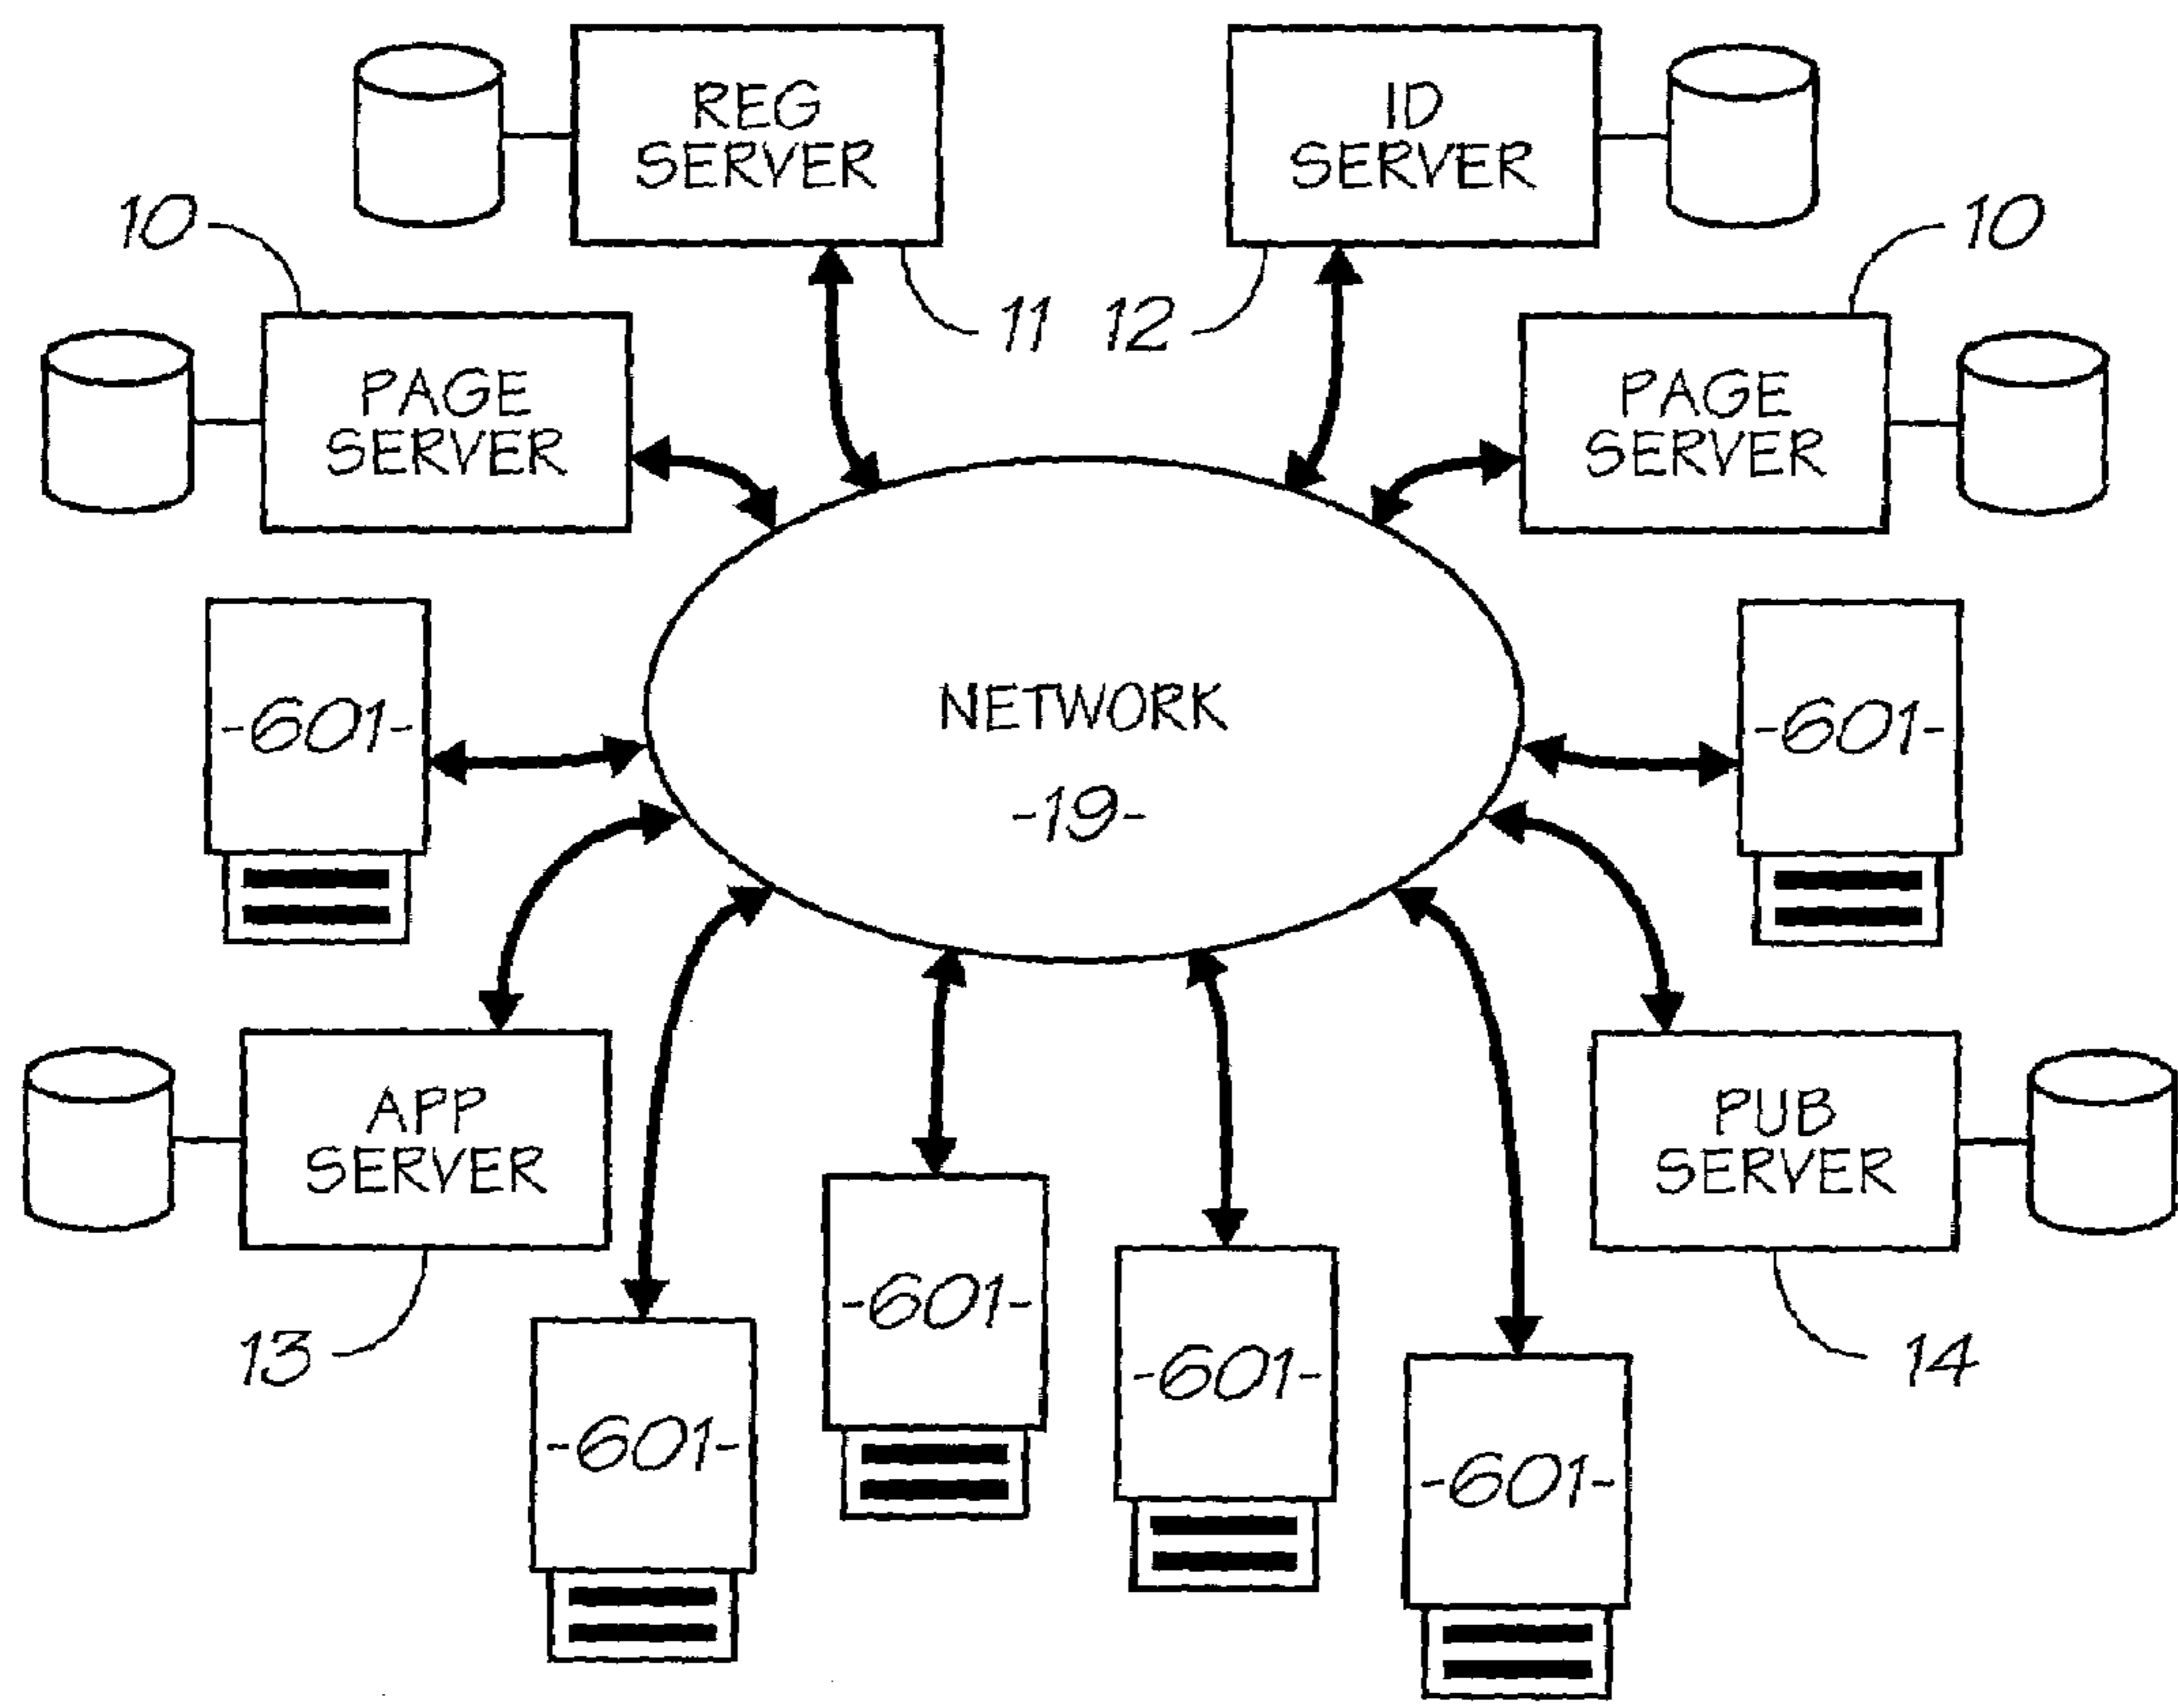 REG
SERVER
ID
SERVER
10
10
11
12
PAGE
SERVER
PAGE
SERVER
-601-
NETWORK
-19-
-601-
APP
SERVER
PUB
SERVER
13
-601-
-601-
-601-
-601-
14